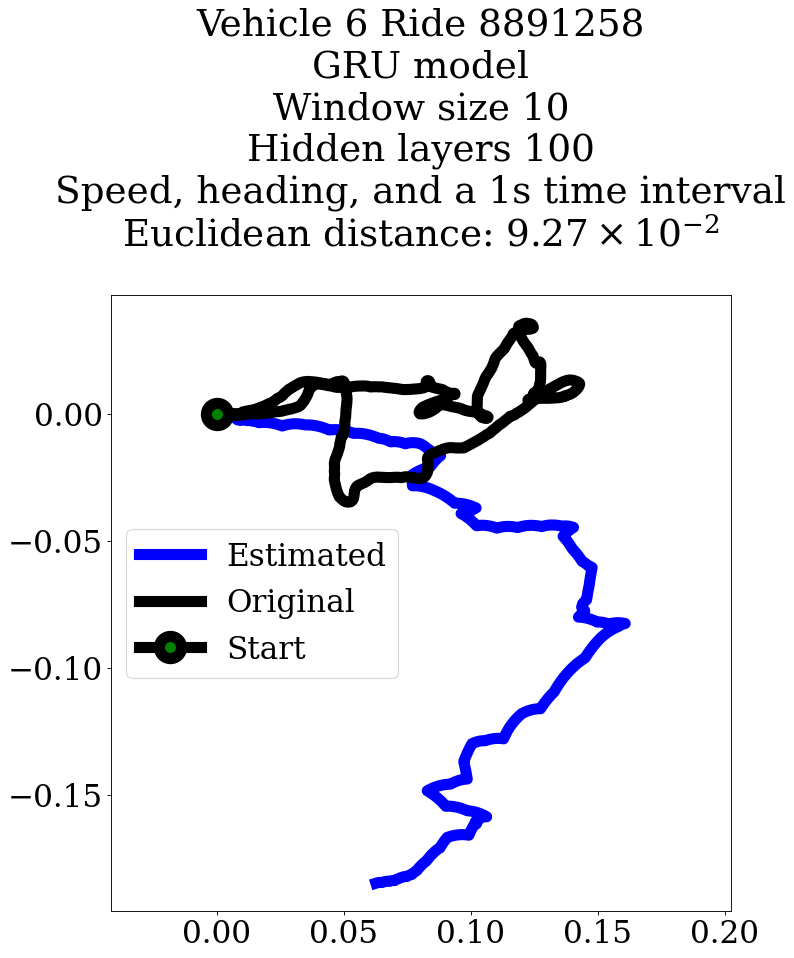 Vehicle 6 Ride 8891258
GRU model
Window size 10
Hidden layers 100
Speed, heading, and a 1s time interval
Euclidean distance: 9.27 × 10⁻²
0.00
−0.05
−0.10
−0.15
Estimated
Original
Start
0.00 0.05 0.10 0.15 0.20